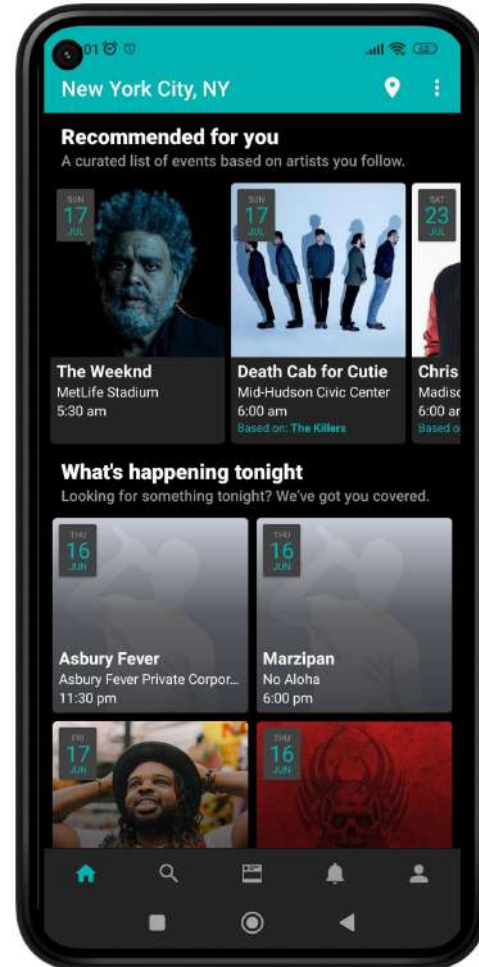 01
New York City, NY
Recommended for you
A curated list of events based on artists you follow.
SUN
17
JUL
SUN
17
JUL
SAT
23
JUL
The Weeknd
MetLife Stadium
5:30 am
Death Cab for Cutie
Mid-Hudson Civic Center
6:00 am
Based on: The Killers
Chris
Madisc
6:00 ar
Based o
What's happening tonight
Looking for something tonight? We've got you covered.
THU
16
JUN
THU
16
JUN
Asbury Fever
Asbury Fever Private Corpor...
11:30 pm
Marzipan
No Aloha
6:00 pm
FRI
17
JUN
THU
16
JUN